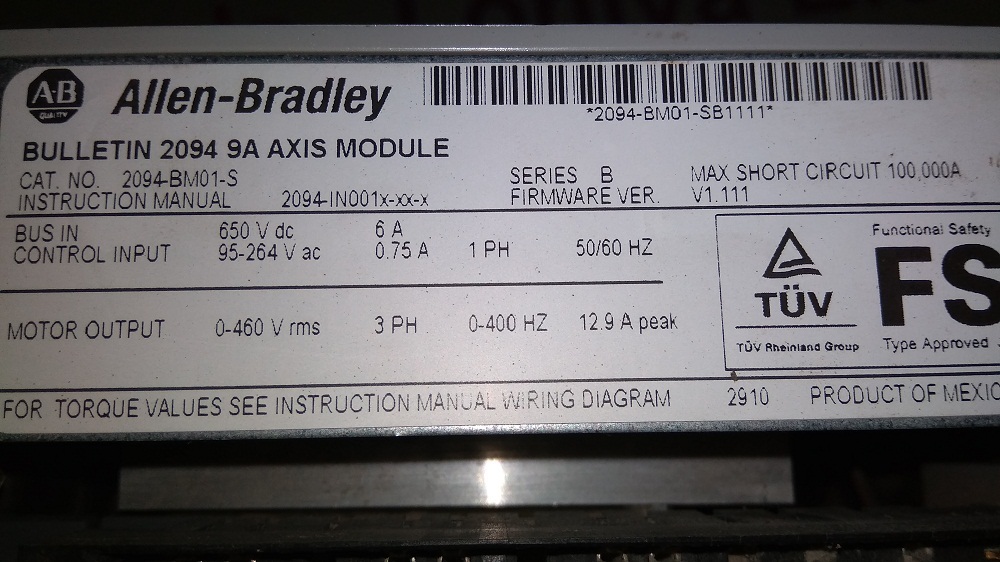 A-B
QUALITY
Allen-Bradley
*2094-BM01-SB1111*
BULLETIN 2094 9A AXIS MODULE
CAT. NO. 2094-BM01-S
SERIES B
MAX SHORT CIRCUIT 100,000A
INSTRUCTION MANUAL 2094-IN001x-xx-x
FIRMWARE VER. V1.111
BUS IN 650 V dc 6 A
CONTROL INPUT 95-264 V ac 0.75 A 1 PH 50/60 HZ
MOTOR OUTPUT 0-460 V rms 3 PH 0-400 HZ 12.9 A peak
TÜV
TÜV Rheinland Group
Functional Safety
FS
Type Approved
FOR TORQUE VALUES SEE INSTRUCTION MANUAL WIRING DIAGRAM 2910 PRODUCT OF MEXIC